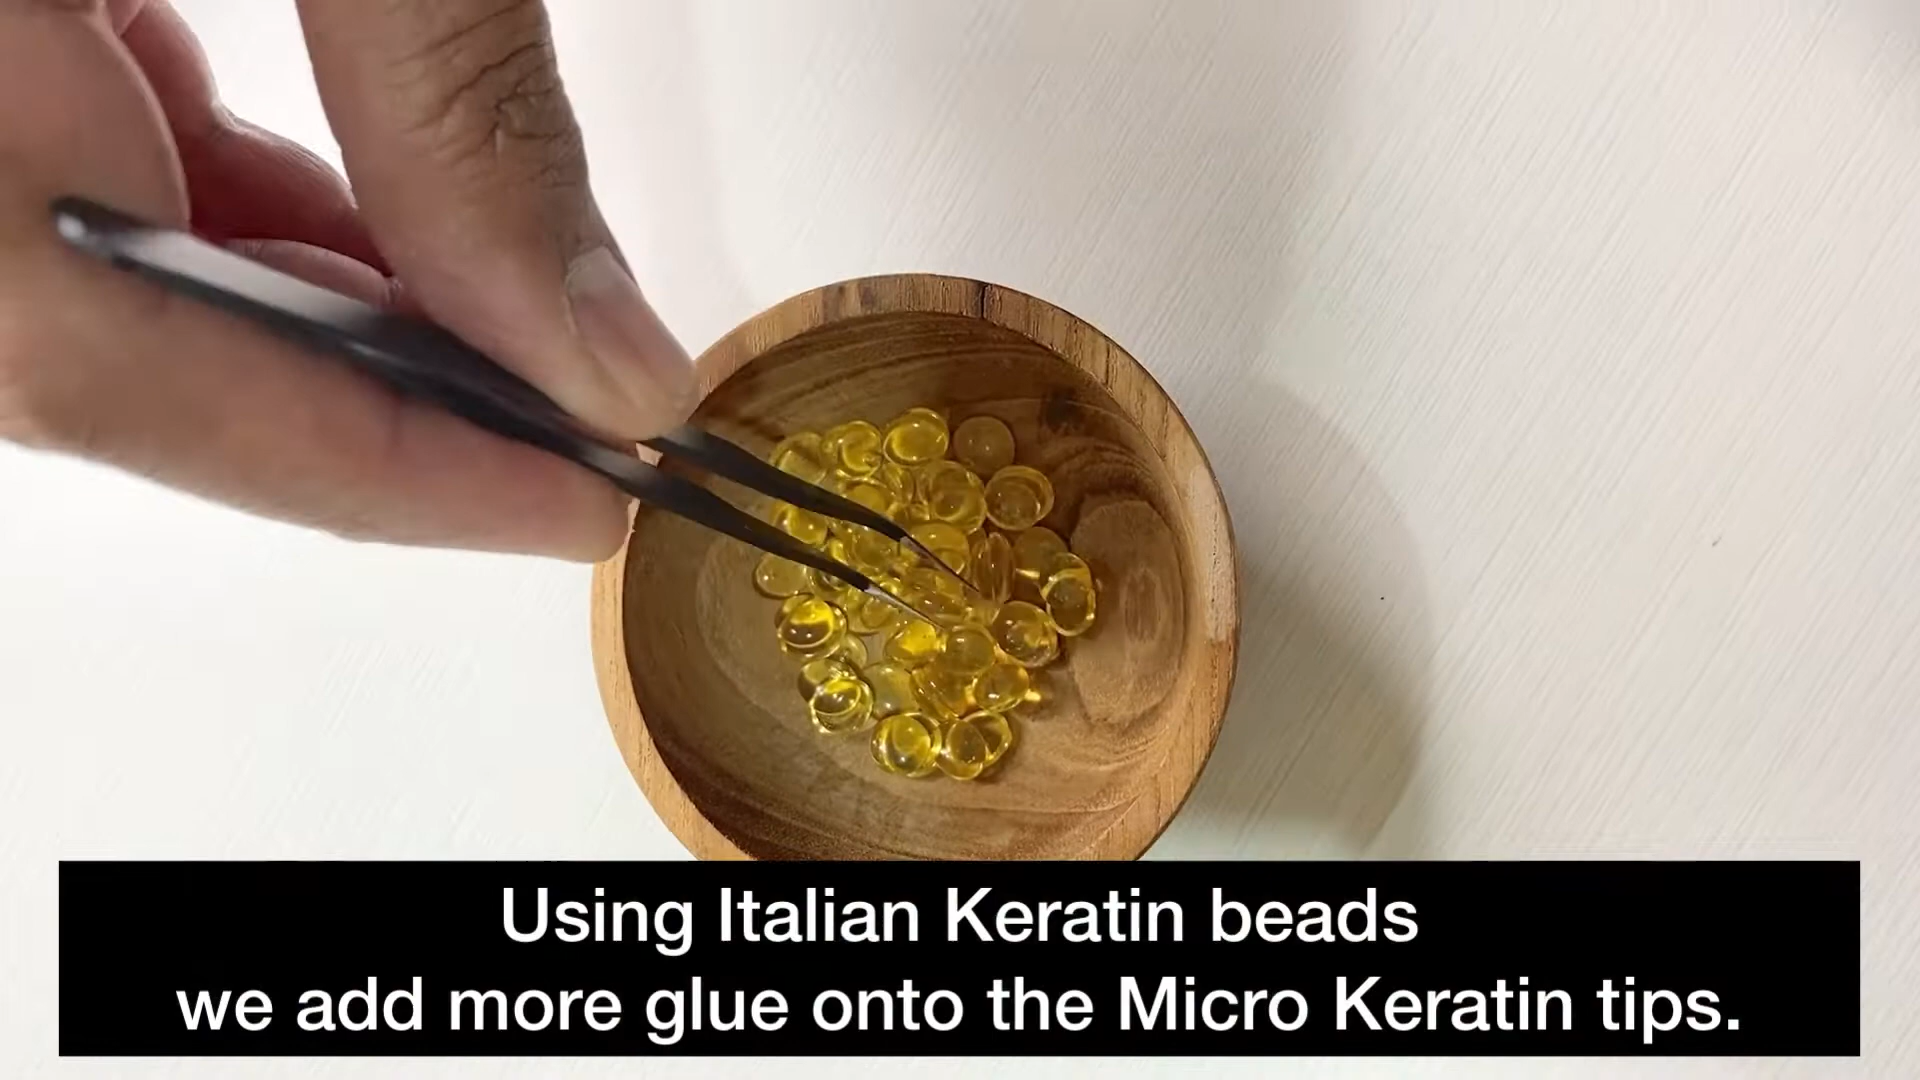 Using Italian Keratin beads
we add more glue onto the Micro Keratin tips.